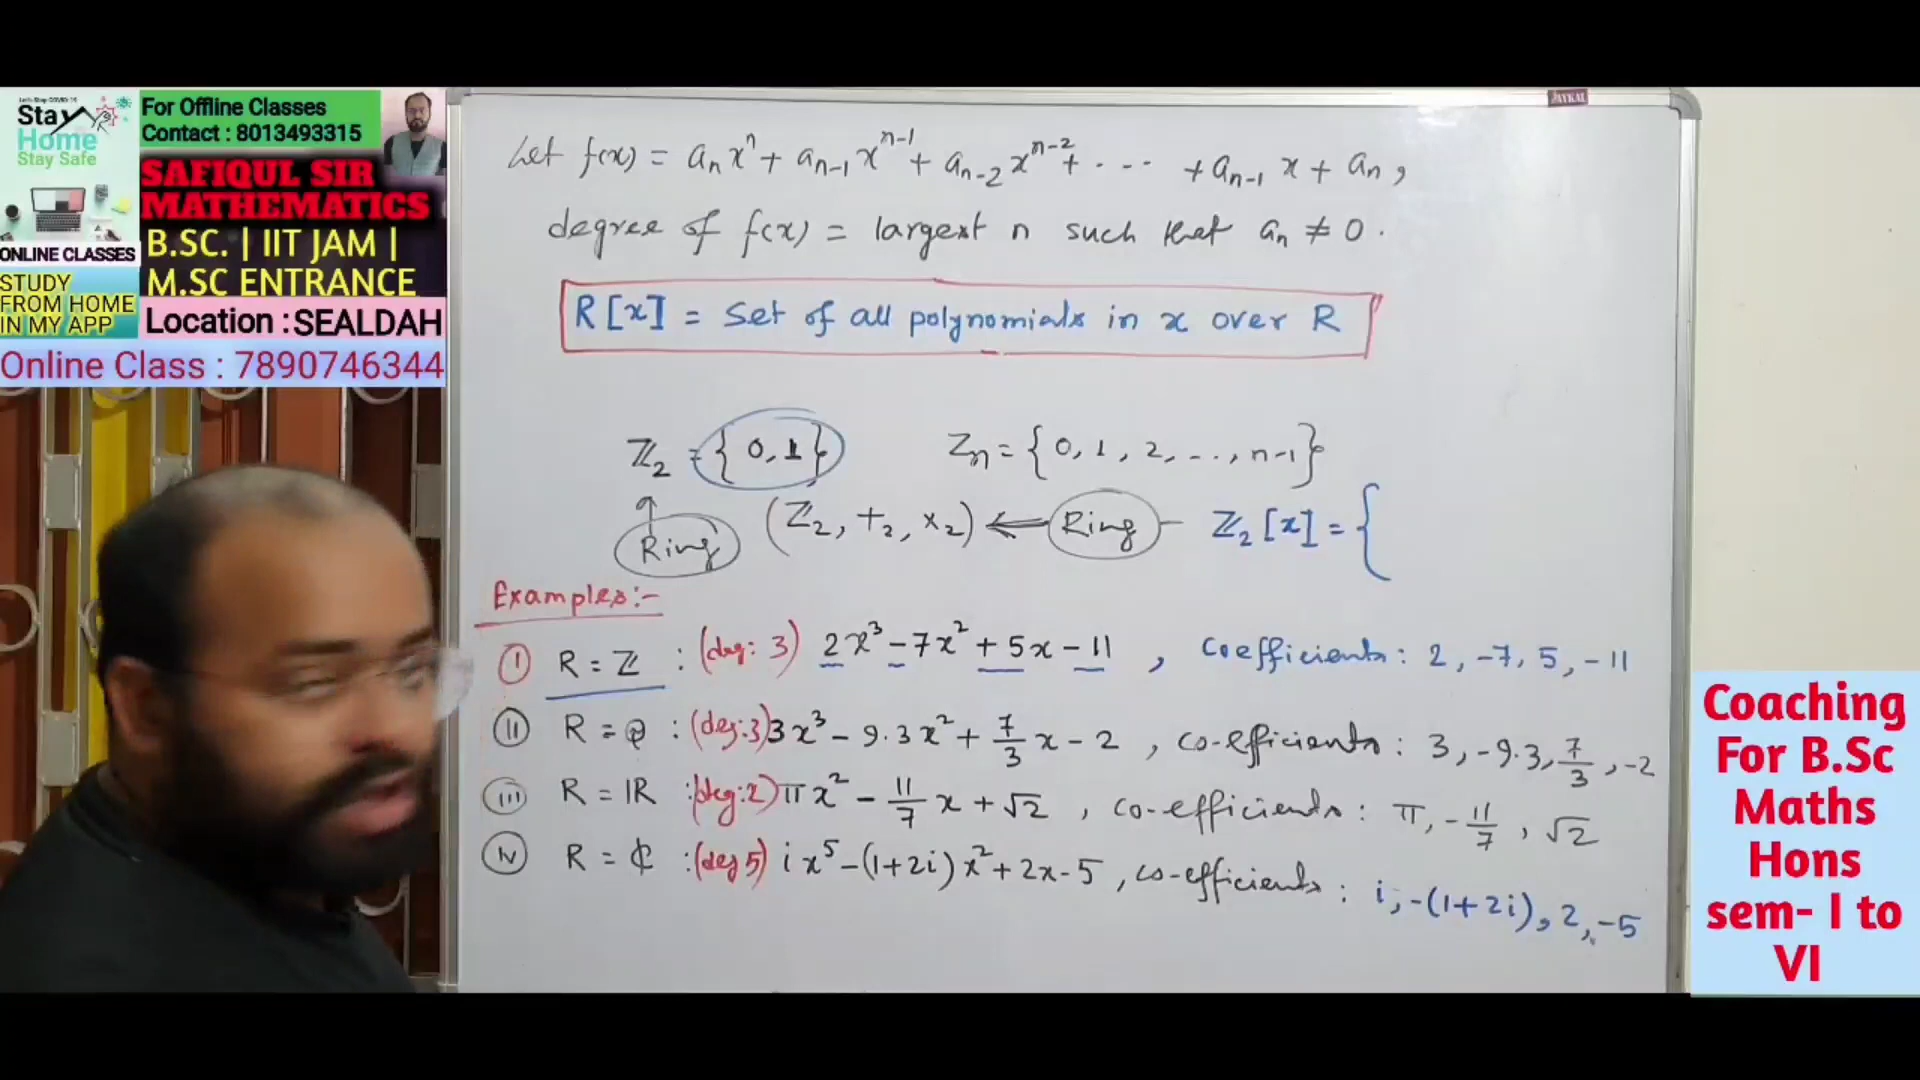 Let's Stop COVID-19
Stay
Home
Stay Safe
ONLINE CLASSES
STUDY
FROM HOME
IN MY APP
For Offline Classes
Contact : 8013493315
SAFIQUL SIR
MATHEMATICS
B.SC. | IIT JAM |
M.SC ENTRANCE
Location : SEALDAH
Online Class : 7890746344
Let f(x) = aₙxⁿ + aₙ₋₁xⁿ⁻¹ + aₙ₋₂xⁿ⁻² + · · · · + aₙ₋₁ x + aₙ ,
degree of f(x) = largest n such that aₙ ≠ 0 .
R[x] = Set of all polynomials in x over R
ℤ₂ = {0, 1} Zₙ = {0, 1, 2, ..., n-1}
Ring (Z₂, +₂, ×₂) ⇐ Ring ℤ₂[x] = {
Examples:-
(i) R = ℤ : (deg: 3) 2x³ - 7x² + 5x - 11 , coefficients: 2, -7, 5, -11
(ii) R = ℚ : (deg:3) 3x³ - 9.3x² + 7/3 x - 2 , co-efficients : 3, -9.3, 7/3, -2
(iii) R = ℝ : (deg:2) πx² - 11/7 x + √2 , co-efficients : π, -11/7, √2
(iv) R = ₵ : (deg 5) ix⁵ - (1+2i)x² + 2x - 5 , co-efficients : i, -(1+2i), 2, -5
Coaching
For B.Sc
Maths
Hons
sem- I to
VI